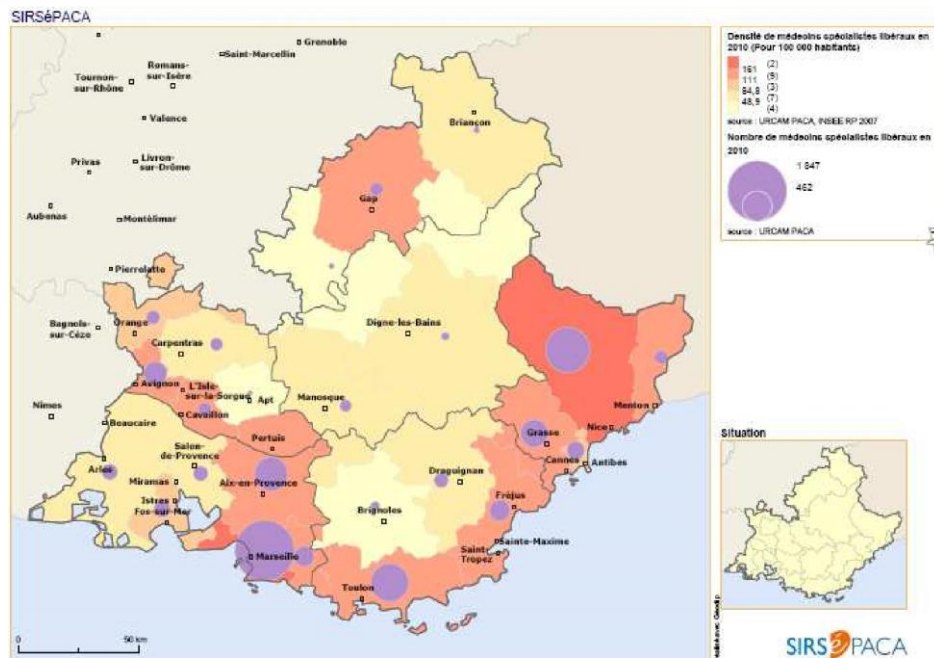 SIRSéPACA
Grenoble
Saint-Marcellin
Romans-
sur-Isère
Tournon-
sur-Rhône
Valence
Briançon
Livron-
sur-Drôme
Privas
Gap
Aubenas
Montélimar
Pierrelatte
Bagnols-
sur-Cèze
Orange
Carpentras
Digne-les-Bains
Avignon
L'Isle-
sur-la-Sorgue
Apt
Manosque
Menton
Nîmes
Cavaillon
Nice
Beaucaire
Pertuis
Grasse
Salon-
de-Provence
Arles
Cannes
Antibes
Draguignan
Miramas
Aix-en-Provence
Istres
Fos-sur-Mer
Fréjus
Brignoles
Marseille
Sainte-Maxime
Saint-
Tropez
Toulon
0 50 km
Densité de médecins spécialistes libéraux en
2010 (Pour 100 000 habitants)
(2)
161
(9)
111
(3)
84,8
(7)
48,9
(4)
source : URCAM PACA, INSEE RP 2007
Nombre de médecins spécialistes libéraux en
2010
1 847
462
source : URCAM PACA
Situation
SIRSéPACA